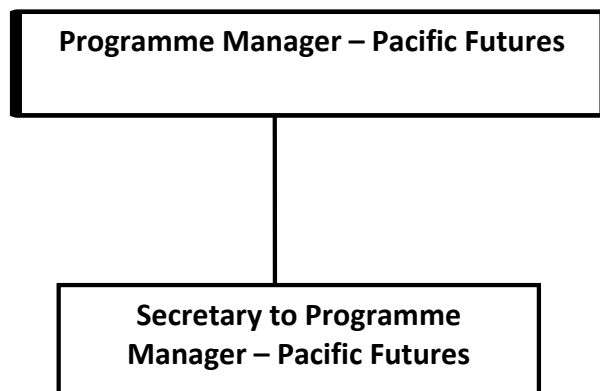 Programme Manager – Pacific Futures
Secretary to Programme
Manager – Pacific Futures